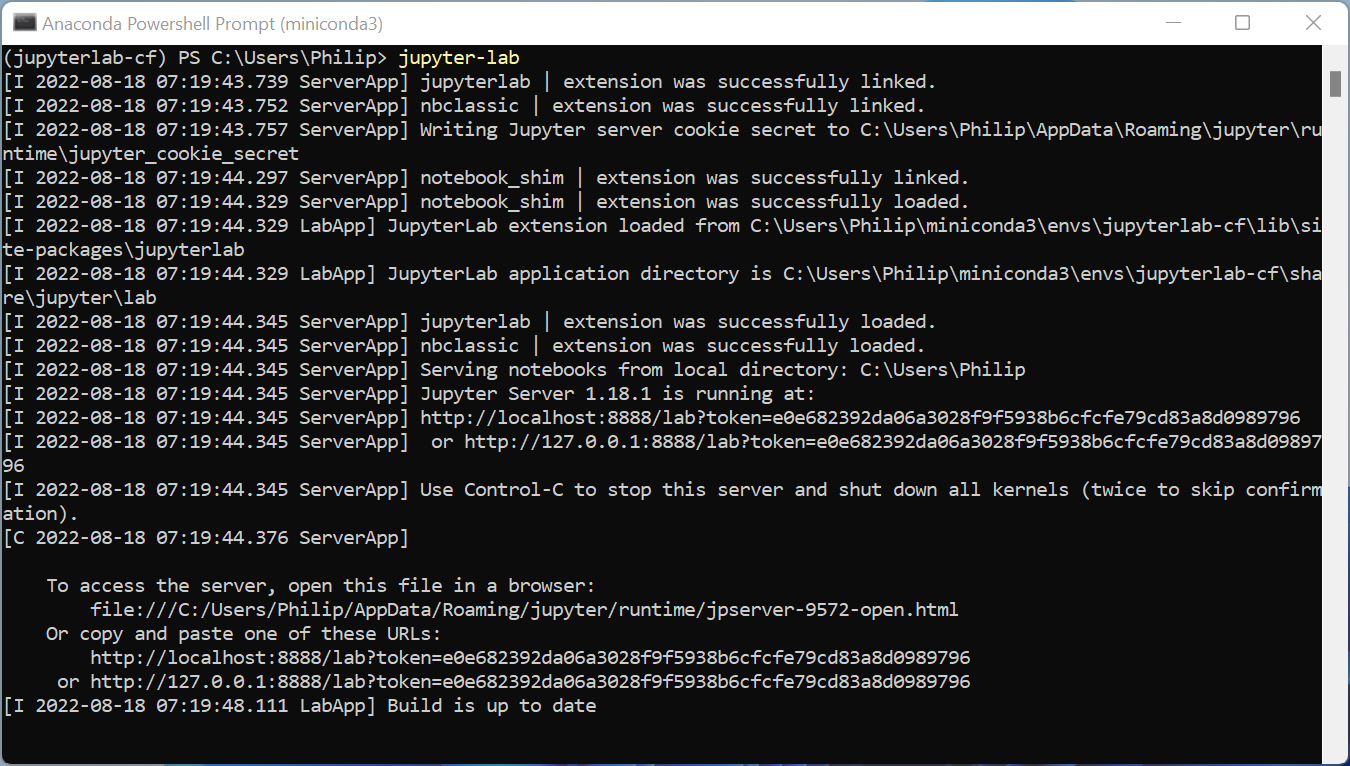 Anaconda Powershell Prompt (miniconda3)
(jupyterlab-cf) PS C:\Users\Philip> jupyter-lab
[I 2022-08-18 07:19:43.739 ServerApp] jupyterlab | extension was successfully linked.
[I 2022-08-18 07:19:43.752 ServerApp] nbclassic | extension was successfully linked.
[I 2022-08-18 07:19:43.757 ServerApp] Writing Jupyter server cookie secret to C:\Users\Philip\AppData\Roaming\jupyter\ru
ntime\jupyter_cookie_secret
[I 2022-08-18 07:19:44.297 ServerApp] notebook_shim | extension was successfully linked.
[I 2022-08-18 07:19:44.329 ServerApp] notebook_shim | extension was successfully loaded.
[I 2022-08-18 07:19:44.329 LabApp] JupyterLab extension loaded from C:\Users\Philip\miniconda3\envs\jupyterlab-cf\lib\si
te-packages\jupyterlab
[I 2022-08-18 07:19:44.329 LabApp] JupyterLab application directory is C:\Users\Philip\miniconda3\envs\jupyterlab-cf\sha
re\jupyter\lab
[I 2022-08-18 07:19:44.345 ServerApp] jupyterlab | extension was successfully loaded.
[I 2022-08-18 07:19:44.345 ServerApp] nbclassic | extension was successfully loaded.
[I 2022-08-18 07:19:44.345 ServerApp] Serving notebooks from local directory: C:\Users\Philip
[I 2022-08-18 07:19:44.345 ServerApp] Jupyter Server 1.18.1 is running at:
[I 2022-08-18 07:19:44.345 ServerApp] http://localhost:8888/lab?token=e0e682392da06a3028f9f5938b6cfcfe79cd83a8d0989796
[I 2022-08-18 07:19:44.345 ServerApp]  or http://127.0.0.1:8888/lab?token=e0e682392da06a3028f9f5938b6cfcfe79cd83a8d09897
96
[I 2022-08-18 07:19:44.345 ServerApp] Use Control-C to stop this server and shut down all kernels (twice to skip confirm
ation).
[C 2022-08-18 07:19:44.376 ServerApp]
To access the server, open this file in a browser:
file:///C:/Users/Philip/AppData/Roaming/jupyter/runtime/jpserver-9572-open.html
Or copy and paste one of these URLs:
http://localhost:8888/lab?token=e0e682392da06a3028f9f5938b6cfcfe79cd83a8d0989796
or http://127.0.0.1:8888/lab?token=e0e682392da06a3028f9f5938b6cfcfe79cd83a8d0989796
[I 2022-08-18 07:19:48.111 LabApp] Build is up to date